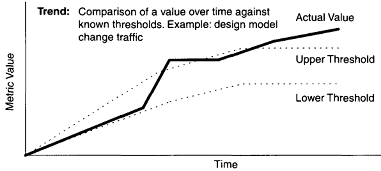 Trend: Comparison of a value over time against
known thresholds. Example: design model
change traffic
Actual Value
Upper Threshold
Lower Threshold
Metric Value
Time